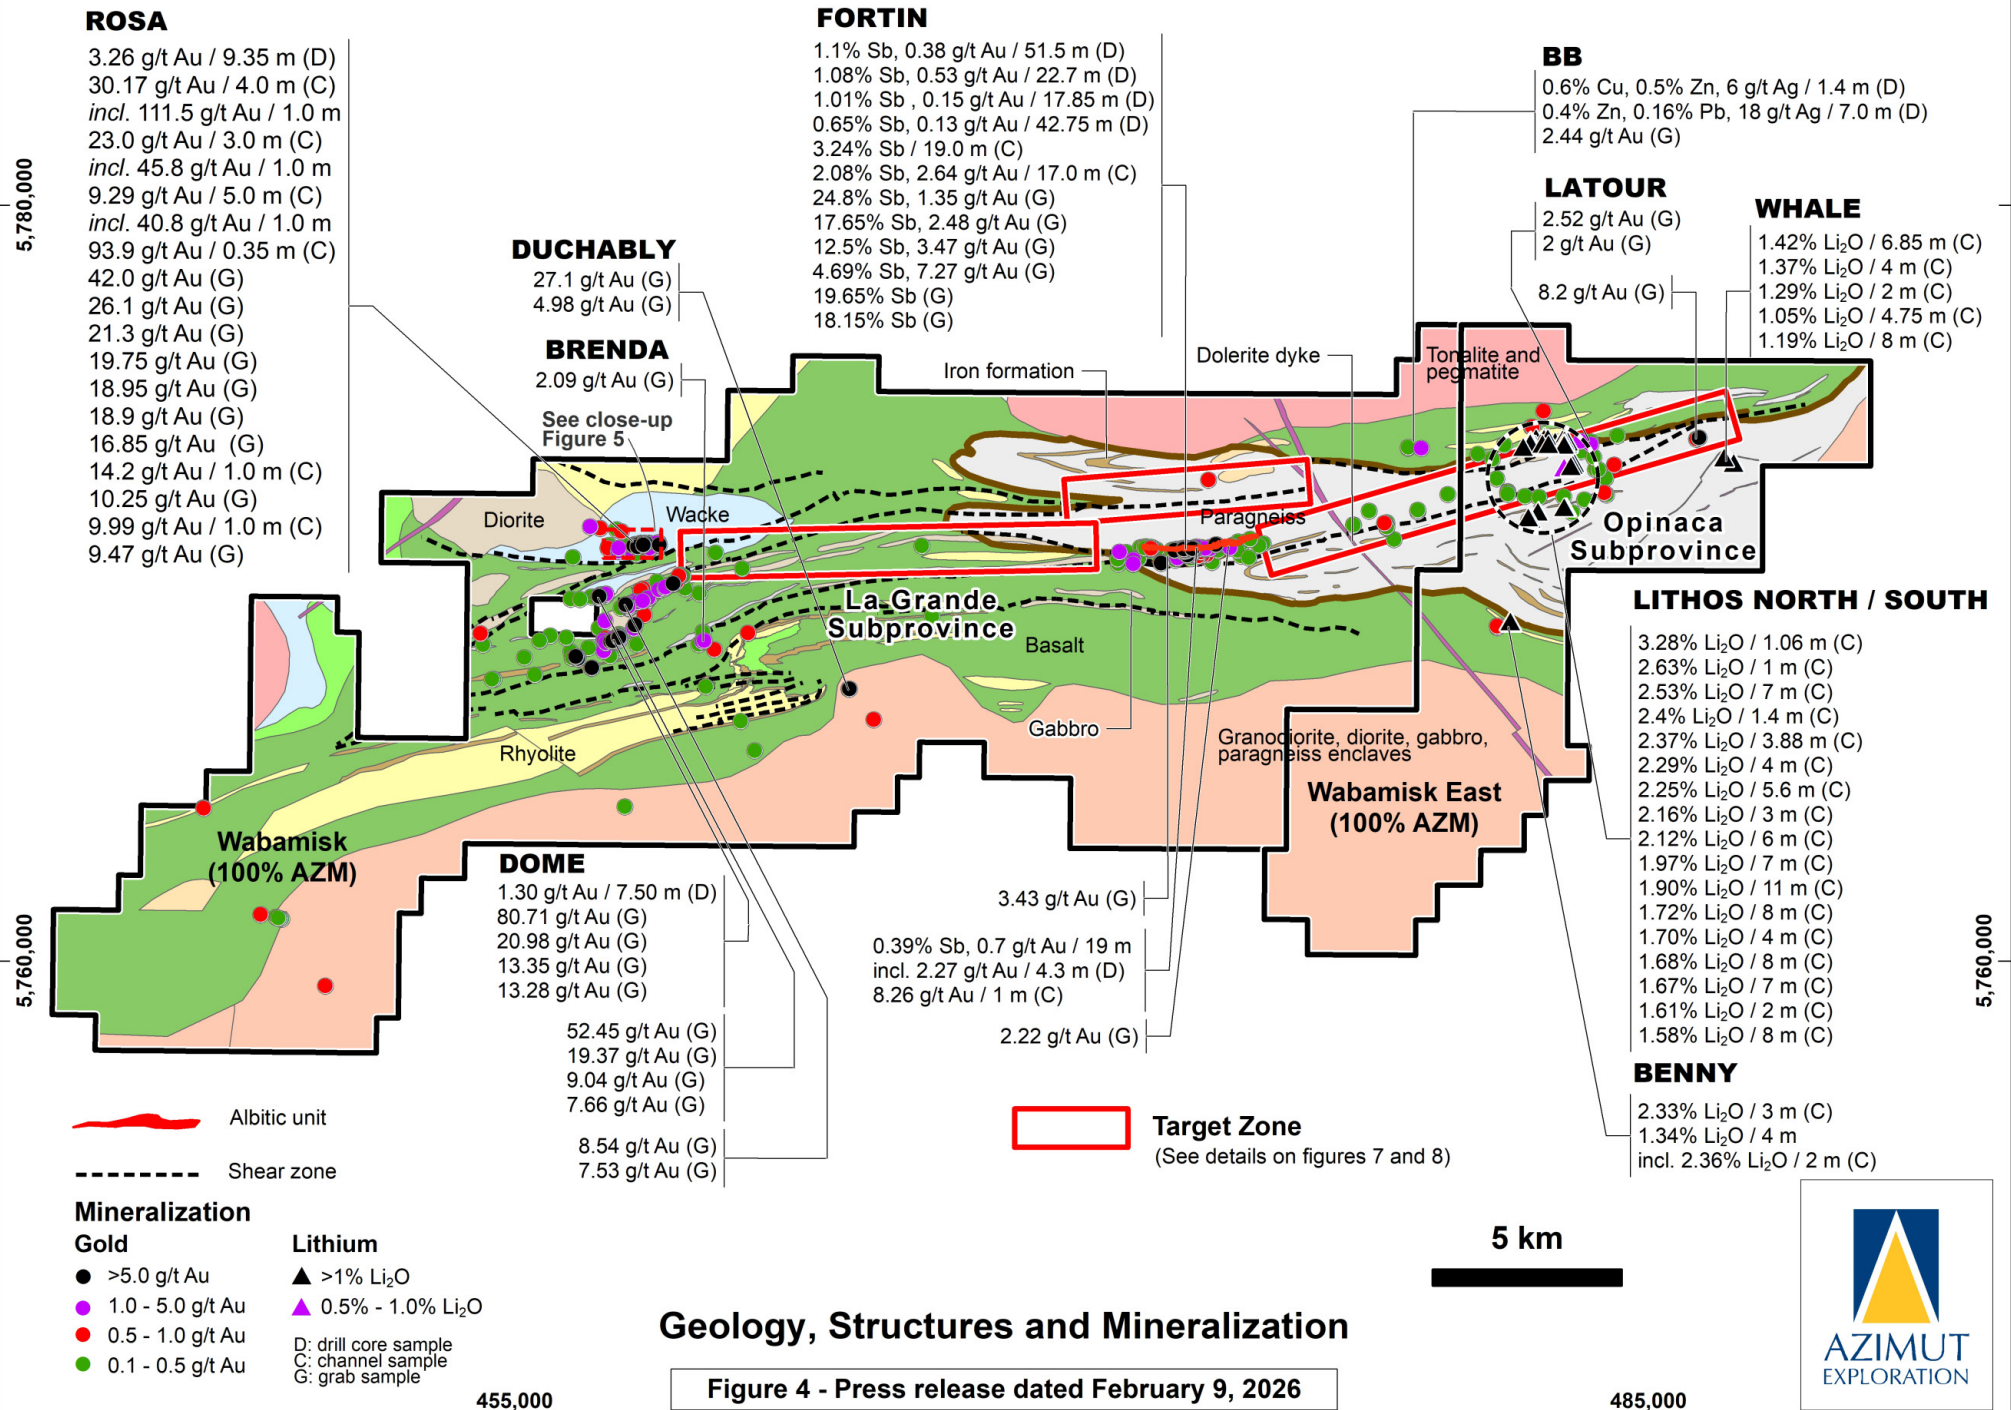 ROSA
3.26 g/t Au / 9.35 m (D)
30.17 g/t Au / 4.0 m (C)
incl. 111.5 g/t Au / 1.0 m
23.0 g/t Au / 3.0 m (C)
incl. 45.8 g/t Au / 1.0 m
9.29 g/t Au / 5.0 m (C)
incl. 40.8 g/t Au / 1.0 m
93.9 g/t Au / 0.35 m (C)
42.0 g/t Au (G)
26.1 g/t Au (G)
21.3 g/t Au (G)
19.75 g/t Au (G)
18.95 g/t Au (G)
18.9 g/t Au (G)
16.85 g/t Au (G)
14.2 g/t Au / 1.0 m (C)
10.25 g/t Au (G)
9.99 g/t Au / 1.0 m (C)
9.47 g/t Au (G)
FORTIN
1.1% Sb, 0.38 g/t Au / 51.5 m (D)
1.08% Sb, 0.53 g/t Au / 22.7 m (D)
1.01% Sb , 0.15 g/t Au / 17.85 m (D)
0.65% Sb, 0.13 g/t Au / 42.75 m (D)
3.24% Sb / 19.0 m (C)
2.08% Sb, 2.64 g/t Au / 17.0 m (C)
24.8% Sb, 1.35 g/t Au (G)
17.65% Sb, 2.48 g/t Au (G)
12.5% Sb, 3.47 g/t Au (G)
4.69% Sb, 7.27 g/t Au (G)
19.65% Sb (G)
18.15% Sb (G)
BB
0.6% Cu, 0.5% Zn, 6 g/t Ag / 1.4 m (D)
0.4% Zn, 0.16% Pb, 18 g/t Ag / 7.0 m (D)
2.44 g/t Au (G)
LATOUR
2.52 g/t Au (G)
2 g/t Au (G)
8.2 g/t Au (G)
WHALE
1.42% Li₂O / 6.85 m (C)
1.37% Li₂O / 4 m (C)
1.29% Li₂O / 2 m (C)
1.05% Li₂O / 4.75 m (C)
1.19% Li₂O / 8 m (C)
5,780,000
DUCHABLY
27.1 g/t Au (G)
4.98 g/t Au (G)
BRENDA
2.09 g/t Au (G)
See close-up
Figure 5
Iron formation
Dolerite dyke
Tonalite and
pegmatite
Diorite
Wacke
Paragneiss
Opinaca
Subprovince
La Grande
Subprovince
Basalt
Gabbro
Rhyolite
Granodiorite, diorite, gabbro,
paragneiss enclaves
Wabamisk East
(100% AZM)
Wabamisk
(100% AZM)
LITHOS NORTH / SOUTH
3.28% Li₂O / 1.06 m (C)
2.63% Li₂O / 1 m (C)
2.53% Li₂O / 7 m (C)
2.4% Li₂O / 1.4 m (C)
2.37% Li₂O / 3.88 m (C)
2.29% Li₂O / 4 m (C)
2.25% Li₂O / 5.6 m (C)
2.16% Li₂O / 3 m (C)
2.12% Li₂O / 6 m (C)
1.97% Li₂O / 7 m (C)
1.90% Li₂O / 11 m (C)
1.72% Li₂O / 8 m (C)
1.70% Li₂O / 4 m (C)
1.68% Li₂O / 8 m (C)
1.67% Li₂O / 7 m (C)
1.61% Li₂O / 2 m (C)
1.58% Li₂O / 8 m (C)
BENNY
2.33% Li₂O / 3 m (C)
1.34% Li₂O / 4 m
incl. 2.36% Li₂O / 2 m (C)
DOME
1.30 g/t Au / 7.50 m (D)
80.71 g/t Au (G)
20.98 g/t Au (G)
13.35 g/t Au (G)
13.28 g/t Au (G)
52.45 g/t Au (G)
19.37 g/t Au (G)
9.04 g/t Au (G)
7.66 g/t Au (G)
8.54 g/t Au (G)
7.53 g/t Au (G)
3.43 g/t Au (G)
0.39% Sb, 0.7 g/t Au / 19 m
incl. 2.27 g/t Au / 4.3 m (D)
8.26 g/t Au / 1 m (C)
2.22 g/t Au (G)
5,760,000
5,760,000
Albitic unit
Shear zone
Target Zone
(See details on figures 7 and 8)
Mineralization
Gold
>5.0 g/t Au
1.0 - 5.0 g/t Au
0.5 - 1.0 g/t Au
0.1 - 0.5 g/t Au
Lithium
>1% Li₂O
0.5% - 1.0% Li₂O
D: drill core sample
C: channel sample
G: grab sample
5 km
Geology, Structures and Mineralization
Figure 4 - Press release dated February 9, 2026
455,000
485,000
AZIMUT
EXPLORATION